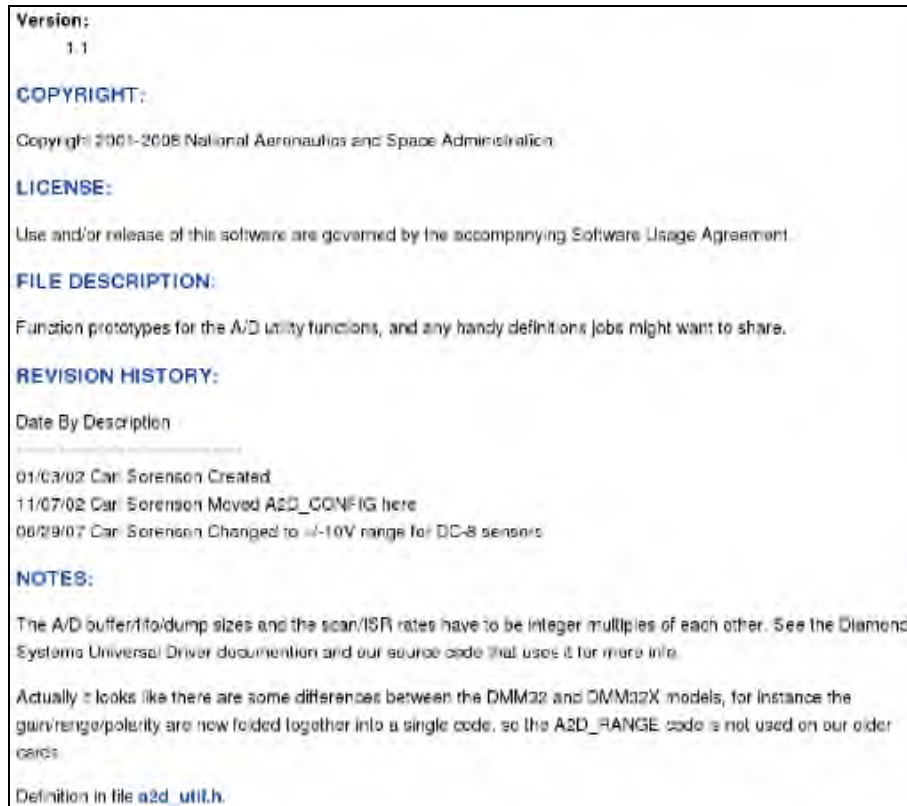 Version:
1.1
COPYRIGHT:
Copyright 2001-2008 National Aeronautics and Space Administration
LICENSE:
Use and/or release of this software are governed by the accompanying Software Usage Agreement.
FILE DESCRIPTION:
Function prototypes for the A/D utility functions, and any handy definitions jobs might want to share.
REVISION HISTORY:
Date By Description
------------------------------
01/03/02 Carl Sorenson Created
11/07/02 Carl Sorenson Moved A2D_CONFIG here
06/29/07 Carl Sorenson Changed to +/-10V range for DC-8 sensors
NOTES:
The A/D buffer/fifo/dump sizes and the scan/ISR rates have to be integer multiples of each other. See the Diamond
Systems Universal Driver documention and our source code that uses it for more info.
Actually it looks like there are some differences between the DMM32 and DMM32X models, for instance the
gain/range/polarity are now folded together into a single code, so the A2D_RANGE code is not used on our older
cards.
Definition in file a2d_util.h.